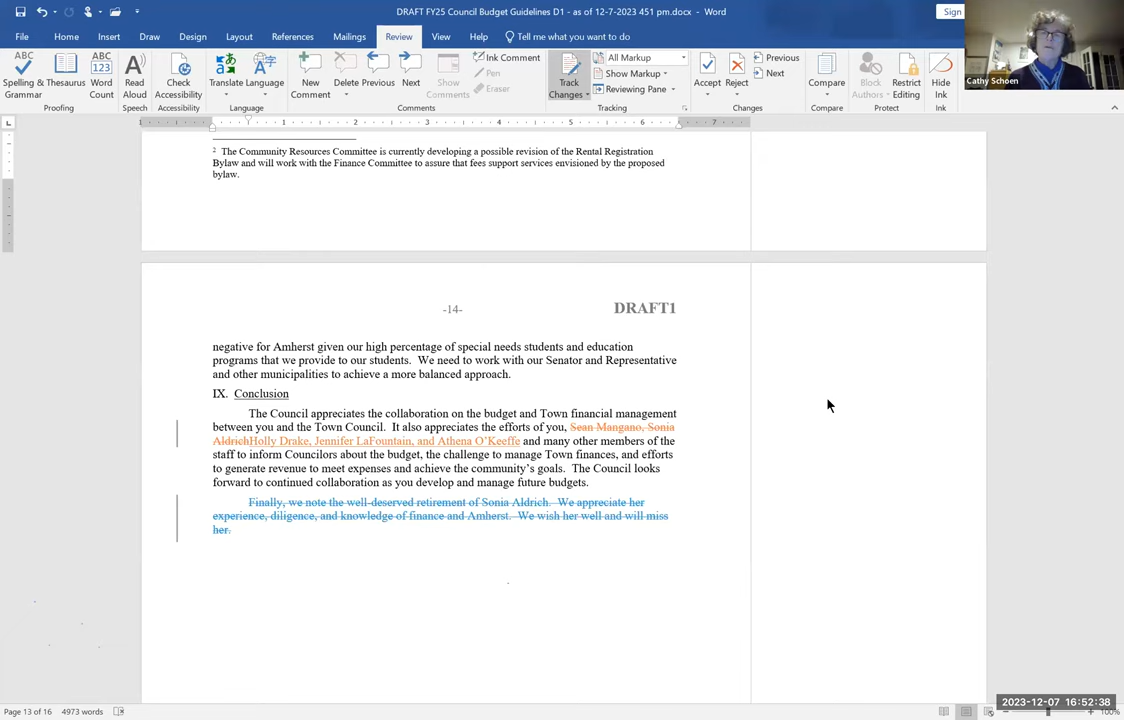 DRAFT FY25 Council Budget Guidelines D1 - as of 12-7-2023 451 pm.docx - Word
Sign
File Home Insert Draw Design Layout References Mailings Review View Help Tell me what you want to do
Spelling & Grammar
Thesaurus
ABC 123 Word Count
Proofing
Read Aloud
Speech
Check Accessibility
Accessibility
Translate
Language
Language
New Comment
Delete
Previous
Next
Show Comments
Ink Comment
Pen
Eraser
Comments
Track Changes
All Markup
Show Markup
Reviewing Pane
Tracking
Accept
Reject
Previous
Next
Changes
Compare
Compare
Block Authors
Restrict Editing
Protect
Hide Ink
Ink
Cathy Schoen
1 1 2 3 4 5 6 7
2 The Community Resources Committee is currently developing a possible revision of the Rental Registration
Bylaw and will work with the Finance Committee to assure that fees support services envisioned by the proposed
bylaw.
-14- DRAFT1
negative for Amherst given our high percentage of special needs students and education
programs that we provide to our students. We need to work with our Senator and Representative
and other municipalities to achieve a more balanced approach.
IX. Conclusion
The Council appreciates the collaboration on the budget and Town financial management
between you and the Town Council. It also appreciates the efforts of you, Sean Mangano, Sonia
AldrichHolly Drake, Jennifer LaFountain, and Athena O'Keeffe and many other members of the
staff to inform Councilors about the budget, the challenge to manage Town finances, and efforts
to generate revenue to meet expenses and achieve the community's goals. The Council looks
forward to continued collaboration as you develop and manage future budgets.
Finally, we note the well-deserved retirement of Sonia Aldrich. We appreciate her
experience, diligence, and knowledge of finance and Amherst. We wish her well and will miss
her.
Page 13 of 16 4973 words
2023-12-07 16:52:38
100%